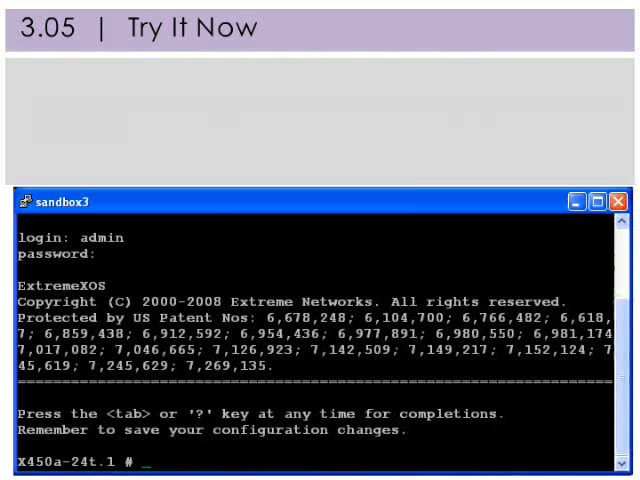 3.05 | Try It Now
sandbox3
login: admin
password:
ExtremeXOS
Copyright (C) 2000-2008 Extreme Networks. All rights reserved.
Protected by US Patent Nos: 6,678,248; 6,104,700; 6,766,482; 6,618,
7; 6,859,438; 6,912,592; 6,954,436; 6,977,891; 6,980,550; 6,981,174
7,017,082; 7,046,665; 7,126,923; 7,142,509; 7,149,217; 7,152,124; 7
45,619; 7,245,629; 7,269,135.
==========================================================================
Press the <tab> or '?' key at any time for completions.
Remember to save your configuration changes.
X450a-24t.1 # _